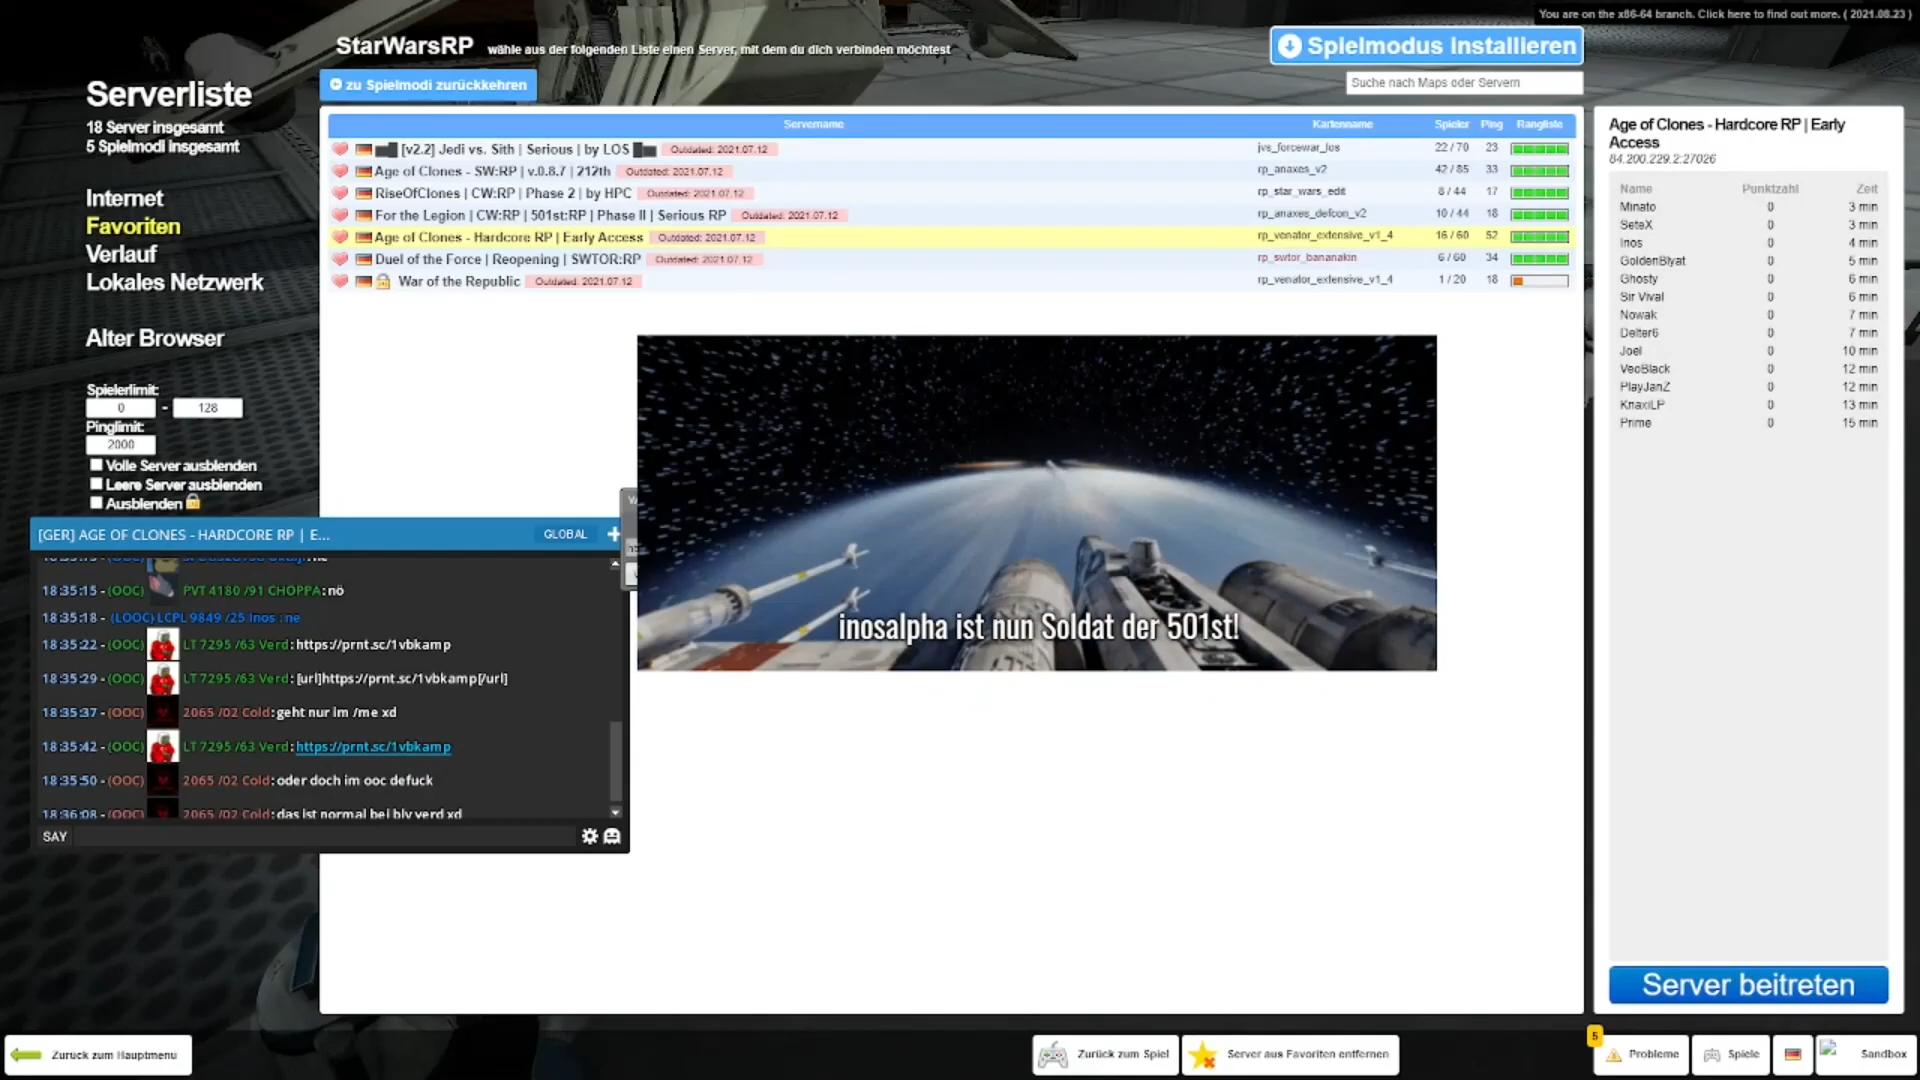 You are on the x86-64 branch. Click here to find out more. ( 2021.08.23 )
StarWarsRP wähle aus der folgenden Liste einen Server, mit dem du dich verbinden möchtest
Spielmodus Installieren
zu Spielmodi zurückkehren
Suche nach Maps oder Servern
Serverliste
18 Server insgesamt
5 Spielmodi insgesamt
Internet
Favoriten
Verlauf
Lokales Netzwerk
Alter Browser
Spielerlimit:
0 - 128
Pinglimit:
2000
Volle Server ausblenden
Leere Server ausblenden
Ausblenden
Servername Kartenname Spieler Ping Rangliste
[v2.2] Jedi vs. Sith | Serious | by LOS Outdated: 2021.07.12 jvs_forcewar_los 22 / 70 23
Age of Clones - SW:RP | v.0.8.7 | 212th Outdated: 2021.07.12 rp_anaxes_v2 42 / 85 33
RiseOfClones | CW:RP | Phase 2 | by HPC Outdated: 2021.07.12 rp_star_wars_edit 8 / 44 17
For the Legion | CW:RP | 501st:RP | Phase II | Serious RP Outdated: 2021.07.12 rp_anaxes_defcon_v2 10 / 44 18
Age of Clones - Hardcore RP | Early Access Outdated: 2021.07.12 rp_venator_extensive_v1_4 16 / 60 52
Duel of the Force | Reopening | SWTOR:RP Outdated: 2021.07.12 rp_swtor_bananakin 6 / 60 34
War of the Republic Outdated: 2021.07.12 rp_venator_extensive_v1_4 1 / 20 18
inosalpha ist nun Soldat der 501st!
[GER] AGE OF CLONES - HARDCORE RP | E... GLOBAL +
18:35:15 - (OOC) PVT 4180 /91 CHOPPA: nö
18:35:18 - (LOOC) LCPL 9849 /25 Inos : ne
18:35:22 - (OOC) LT 7295 /63 Verd: https://prnt.sc/1vbkamp
18:35:29 - (OOC) LT 7295 /63 Verd: [url]https://prnt.sc/1vbkamp[/url]
18:35:37 - (OOC) 2065 /02 Cold: geht nur im /me xd
18:35:42 - (OOC) LT 7295 /63 Verd: https://prnt.sc/1vbkamp
18:35:50 - (OOC) 2065 /02 Cold: oder doch im ooc defuck
18:36:08 - (OOC) 2065 /02 Cold: das ist normal bei bly verd xd
SAY
Age of Clones - Hardcore RP | Early
Access
84.200.229.2:27026
Name Punktzahl Zeit
Minato 0 3 min
SeteX 0 3 min
Inos 0 4 min
GoldenBlyat 0 5 min
Ghosty 0 6 min
Sir Vival 0 6 min
Nowak 0 7 min
Delter6 0 7 min
Joel 0 10 min
VeoBlack 0 12 min
PlayJanZ 0 12 min
KnaxiLP 0 13 min
Prime 0 15 min
Server beitreten
Zurück zum Hauptmenü
Zurück zum Spiel
Server aus Favoriten entfernen
5
Probleme
Spiele
Sandbox